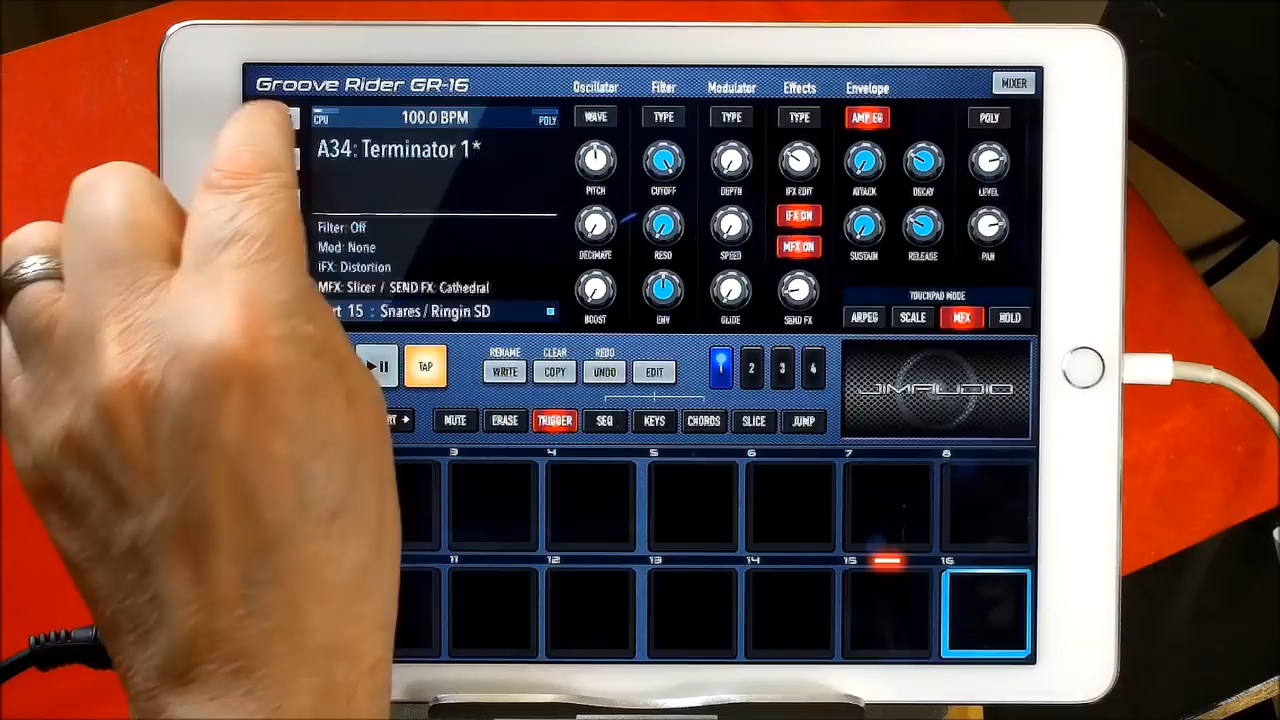 Groove Rider GR-16
Oscillator Filter Modulator Effects Envelope MIXER
CPU 100.0 BPM POLY WAVE TYPE TYPE TYPE AMP EG POLY
A34: Terminator 1*
PITCH CUTOFF DEPTH IFX EDIT ATTACK DECAY LEVEL
IFX ON
Filter: Off
Mod: None MFX ON
DECIMATE RESO SPEED SUSTAIN RELEASE PAN
IFX: Distortion
MFX: Slicer / SEND FX: Cathedral
TOUCHPAD MODE
15 : Snares / Ringin SD
BOOST ENV GLIDE SEND FX ARPEG SCALE MFX HOLD
RENAME CLEAR REDO
TAP WRITE COPY UNDO EDIT 1 2 3 4
JIMAUDIO
MUTE ERASE TRIGGER SEQ KEYS CHORDS SLICE JUMP
3 4 5 6 7 8
11 12 13 14 15 16